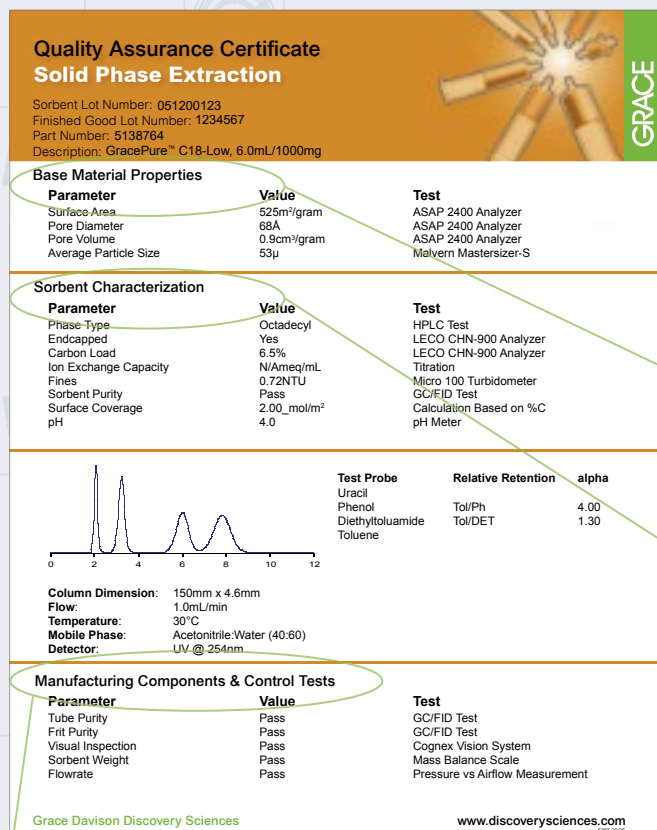 Quality Assurance Certificate
Solid Phase Extraction
GRACE
Sorbent Lot Number: 051200123
Finished Good Lot Number: 1234567
Part Number: 5138764
Description: GracePure™ C18-Low, 6.0mL/1000mg
Base Material Properties
Parameter Value Test
Surface Area 525m²/gram ASAP 2400 Analyzer
Pore Diameter 68Å ASAP 2400 Analyzer
Pore Volume 0.9cm³/gram ASAP 2400 Analyzer
Average Particle Size 53µ Malvern Mastersizer-S
Sorbent Characterization
Parameter Value Test
Phase Type Octadecyl HPLC Test
Endcapped Yes LECO CHN-900 Analyzer
Carbon Load 6.5% LECO CHN-900 Analyzer
Ion Exchange Capacity N/Ameq/mL Titration
Fines 0.72NTU Micro 100 Turbidometer
Sorbent Purity Pass GC/FID Test
Surface Coverage 2.00_mol/m² Calculation Based on %C
pH 4.0 pH Meter
Test Probe Relative Retention alpha
Uracil
Phenol Tol/Ph 4.00
Diethyltoluamide Tol/DET 1.30
Toluene
0 2 4 6 8 10 12
Column Dimension: 150mm x 4.6mm
Flow: 1.0mL/min
Temperature: 30°C
Mobile Phase: Acetonitrile:Water (40:60)
Detector: UV @ 254nm
Manufacturing Components & Control Tests
Parameter Value Test
Tube Purity Pass GC/FID Test
Frit Purity Pass GC/FID Test
Visual Inspection Pass Cognex Vision System
Sorbent Weight Pass Mass Balance Scale
Flowrate Pass Pressure vs Airflow Measurement
Grace Davison Discovery Sciences www.discoverysciences.com